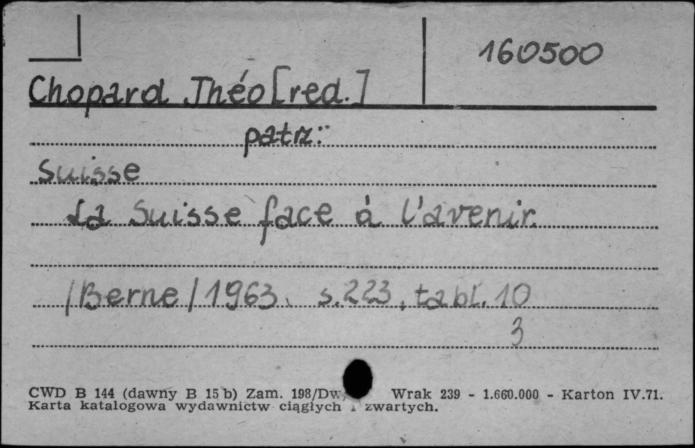 160500
Chopard Théo [red.]
patrz:
Suisse
La Suisse face à l'avenir.
/Berne/ 1963. s.223, tabl. 10
3
CWD B 144 (dawny B 15 b) Zam. 198/Dw. Wrak 239 - 1.660.000 - Karton IV.71.
Karta katalogowa wydawnictw ciągłych i zwartych.